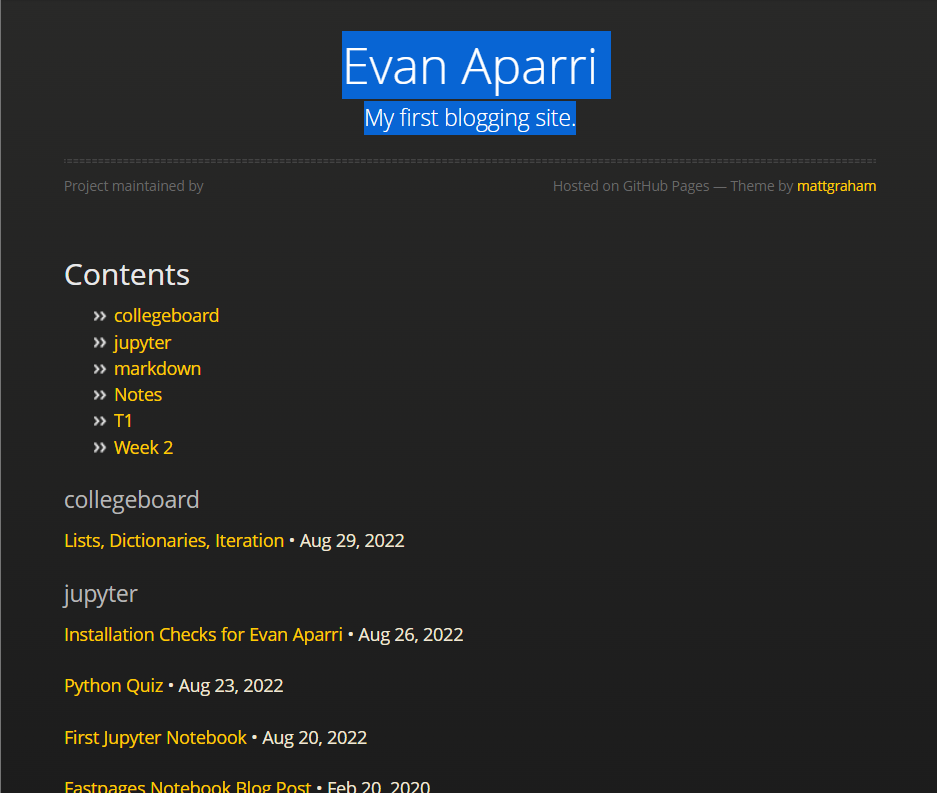 Evan Aparri
My first blogging site.
Project maintained by
Hosted on GitHub Pages — Theme by mattgraham
Contents
collegeboard
jupyter
markdown
Notes
T1
Week 2
collegeboard
Lists, Dictionaries, Iteration • Aug 29, 2022
jupyter
Installation Checks for Evan Aparri • Aug 26, 2022
Python Quiz • Aug 23, 2022
First Jupyter Notebook • Aug 20, 2022
Fastpages Notebook Blog Post • Feb 20, 2020